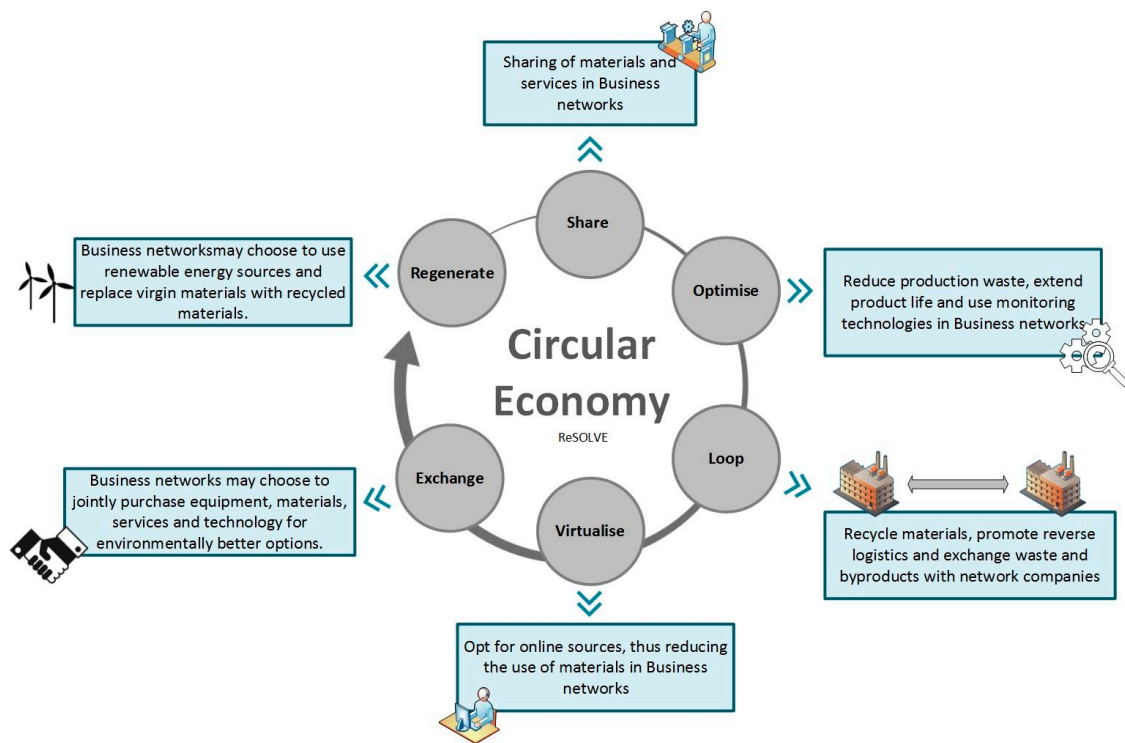 Sharing of materials and
services in Business
networks
Share
Regenerate
Business networksmay choose to use
renewable energy sources and
replace virgin materials with recycled
materials.
Optimise
Reduce production waste, extend
product life and use monitoring
technologies in Business networks
Circular
Economy
ReSOLVE
Exchange
Business networks may choose to
jointly purchase equipment, materials,
services and technology for
environmentally better options.
Loop
Recycle materials, promote reverse
logistics and exchange waste and
byproducts with network companies
Virtualise
Opt for online sources, thus reducing
the use of materials in Business
networks